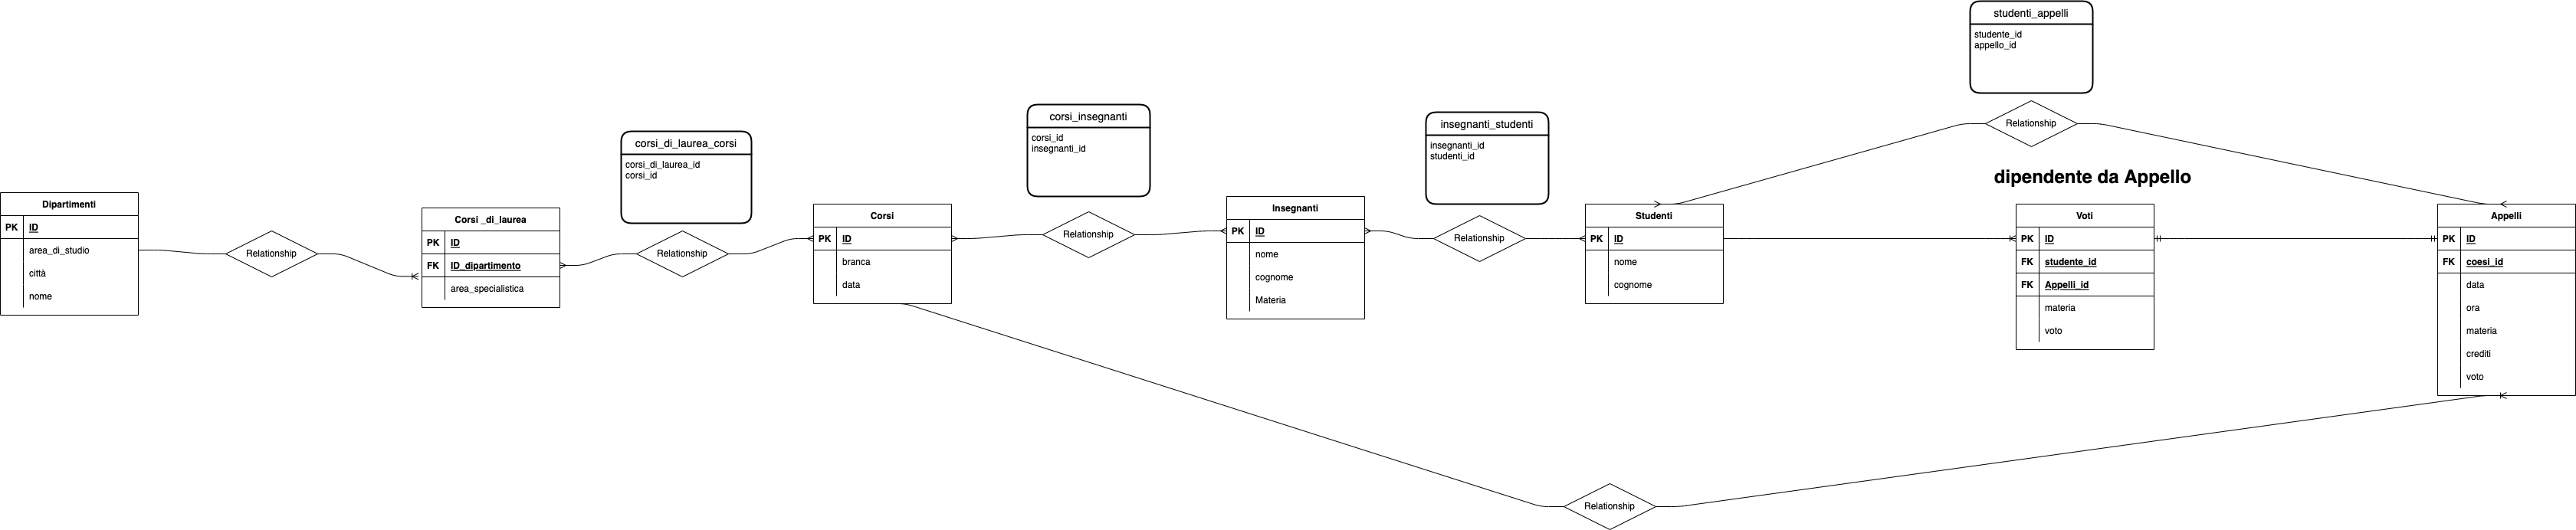 studenti_appelli
studente_id
appello_id
Relationship
dipendente da Appello
corsi_insegnanti
corsi_id
insegnanti_id
insegnanti_studenti
insegnanti_id
studenti_id
corsi_di_laurea_corsi
corsi_di_laurea_id
corsi_id
Dipartimenti
PK ID
area_di_studio
città
nome
Relationship
Corsi _di_laurea
PK ID
FK ID_dipartimento
area_specialistica
Relationship
Corsi
PK ID
branca
data
Relationship
Insegnanti
PK ID
nome
cognome
Materia
Relationship
Studenti
PK ID
nome
cognome
Voti
PK ID
FK studente_id
FK Appelli_id
materia
voto
Appelli
PK ID
FK coesi_id
data
ora
materia
crediti
voto
Relationship